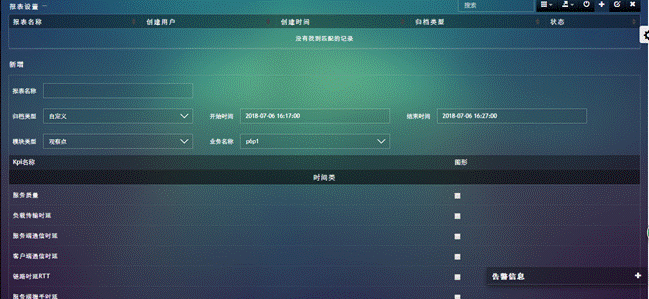 报表设置
搜索
报表名称 创建用户 创建时间 归档类型 状态
没有找到匹配的记录
新增
报表名称
归档类型 自定义 开始时间 2018-07-06 16:17:00 结束时间 2018-07-06 16:27:00
模块类型 观察点 业务名称 p6p1
Kpi名称 图形
时间类
服务质量
负载传输时延
服务端通信时延
客户端通信时延
链路时延RTT
告警信息
服务端握手时延